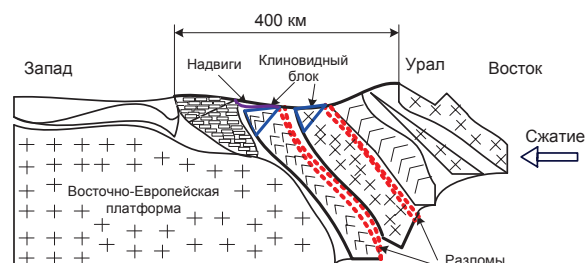 400 км
Запад
Надвиги
Клиновидный
блок
Урал
Восток
Сжатие
Восточно-Европейская
платформа
Разломы